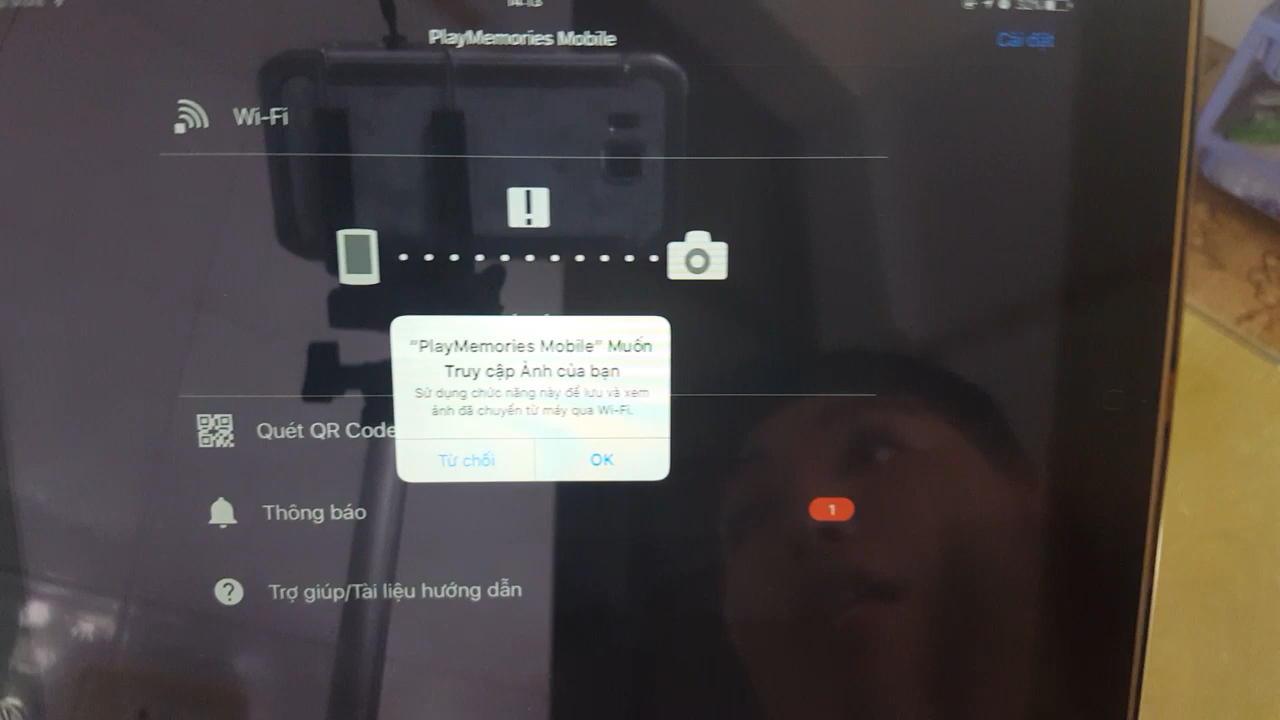 PlayMemories Mobile
Cài đặt
Wi-Fi
"PlayMemories Mobile" Muốn
Truy cập Ảnh của bạn
Sử dụng chức năng này để lưu và xem
ảnh đã chuyển từ máy qua Wi-Fi.
Từ chối
OK
Quét QR Code
Thông báo
1
Trợ giúp/Tài liệu hướng dẫn